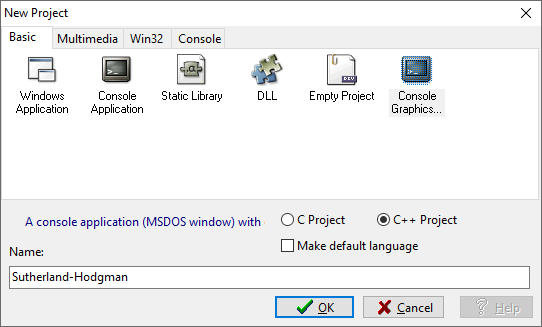 New Project
Basic
Multimedia
Win32
Console
Windows
Application
Console
Application
Static Library
DLL
Empty Project
Console
Graphics...
A console application (MSDOS window) with
C Project
C++ Project
Make default language
Name:
Sutherland-Hodgman
OK
Cancel
Help